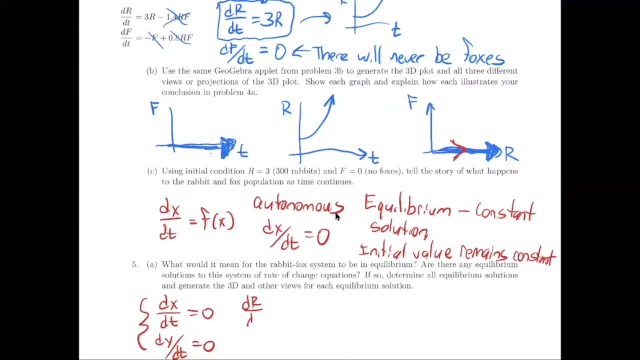 dR/dt = 3R − 1.4RF
dF/dt = −F + 0.8RF
dR/dt = 3R →
t
dF/dt = 0 ← There will never be foxes
(b) Use the same GeoGebra applet from problem 3b to generate the 3D plot and all three different
views or projections of the 3D plot. Show each graph and explain how each illustrates your
conclusion in problem 4a.
F t R t F R
(c) Using initial condition R = 3 (300 rabbits) and F = 0 (no foxes), tell the story of what happens
to the rabbit and fox population as time continues.
dx/dt = f(x) autonomous dx/dt = 0
Equilibrium – Constant
solution
Initial value remains constant
5. (a) What would it mean for the rabbit-fox system to be in equilibrium? Are there any equilibrium
solutions to this system of rate of change equations? If so, determine all equilibrium solutions
and generate the 3D and other views for each equilibrium solution.
{ dx/dt = 0 dR
dy/dt = 0